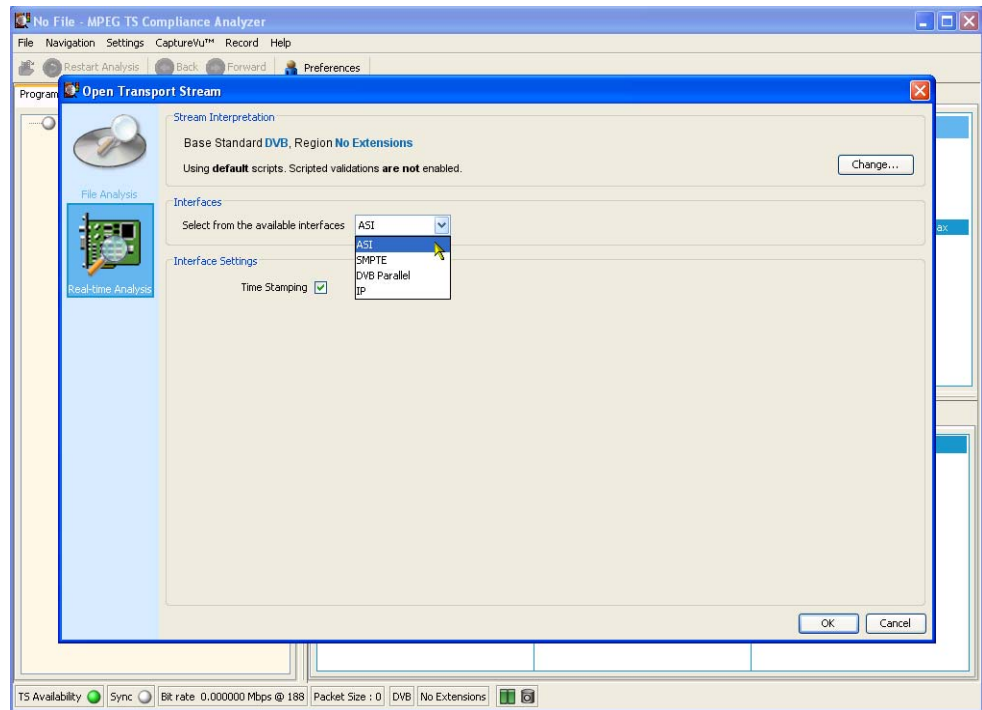 No File - MPEG TS Compliance Analyzer
File Navigation Settings CaptureVu™ Record Help
Restart Analysis Back Forward Preferences
Program
Open Transport Stream
Stream Interpretation
Base Standard DVB, Region No Extensions
Using default scripts. Scripted validations are not enabled.
Change...
File Analysis
Interfaces
Select from the available interfaces ASI
ASI
SMPTE
DVB Parallel
IP
ax
Interface Settings
Time Stamping
Real-time Analysis
OK Cancel
TS Availability Sync Bit rate 0.000000 Mbps @ 188 Packet Size : 0 DVB No Extensions